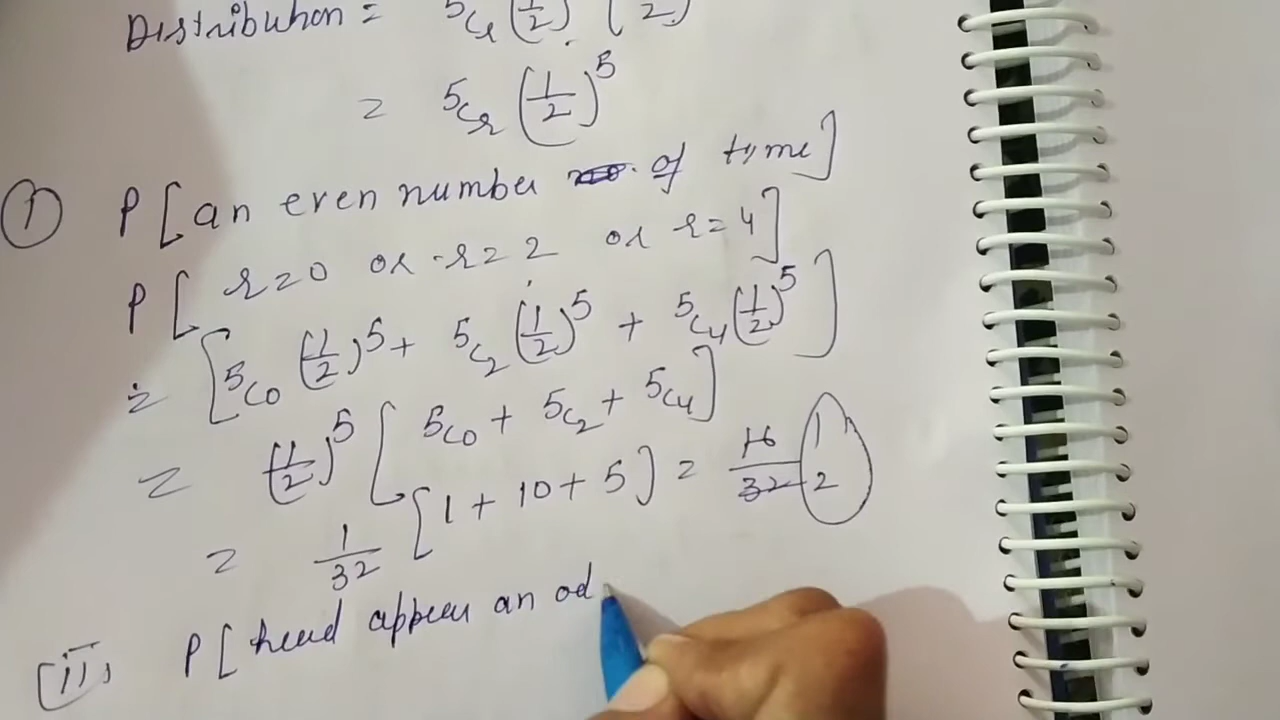 Distribution = 5Cr (1/2) (1/2)
= 5Cr (1/2)^5
① P[an even number of time]
P[r=0 or r=2 or r=4]
= [5C0 (1/2)^5 + 5C2 (1/2)^5 + 5C4 (1/2)^5]
= (1/2)^5 [5C0 + 5C2 + 5C4]
= 1/32 [1 + 10 + 5] = 16/32 1/2
(ii) P[head appear an od